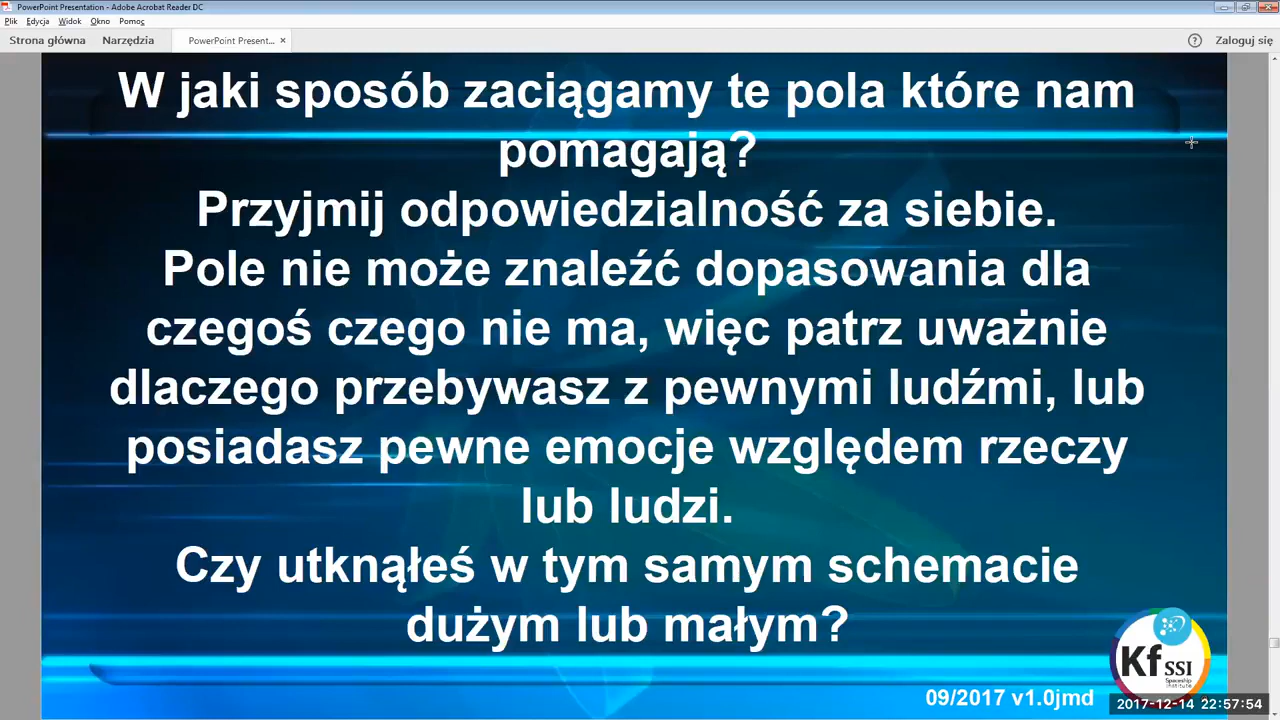 PowerPoint Presentation - Adobe Acrobat Reader DC
Plik Edycja Widok Okno Pomoc
Strona główna Narzędzia PowerPoint Present... × ? Zaloguj się
W jaki sposób zaciągamy te pola które nam
pomagają?
Przyjmij odpowiedzialność za siebie.
Pole nie może znaleźć dopasowania dla
czegoś czego nie ma, więc patrz uważnie
dlaczego przebywasz z pewnymi ludźmi, lub
posiadasz pewne emocje względem rzeczy
lub ludzi.
Czy utknąłeś w tym samym schemacie
dużym lub małym?
Kf SSI
Spaceship
Institute
09/2017 v1.0jmd
2017-12-14 22:57:54